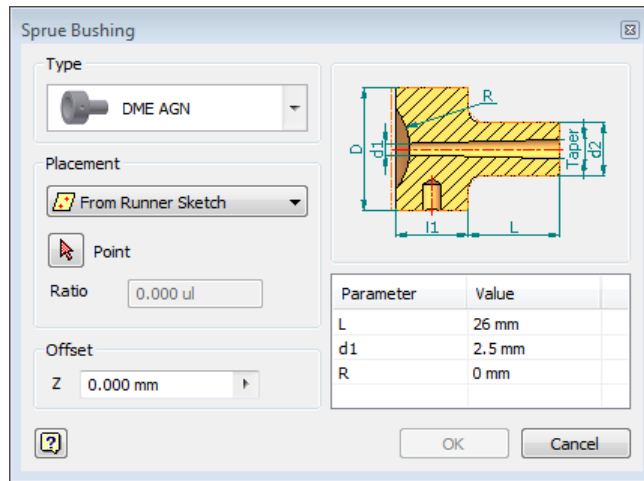 Sprue Bushing
Type
DME AGN
Placement
From Runner Sketch
Point
Ratio 0.000 ul
Offset
Z 0.000 mm
R
D
d1
Taper
d2
l1
L
Parameter Value
L 26 mm
d1 2.5 mm
R 0 mm
?
OK Cancel